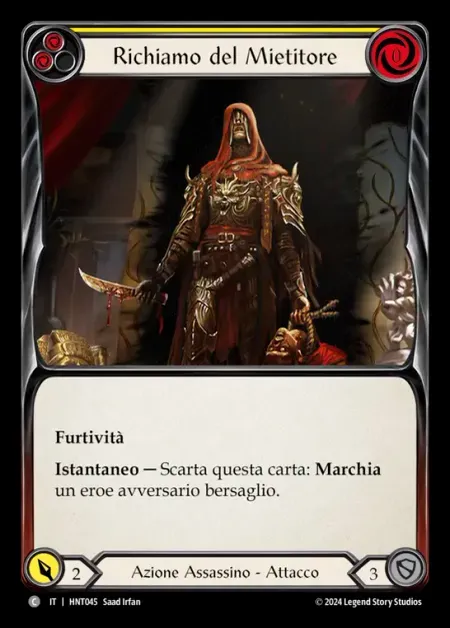 Richiamo del Mietitore
0
Furtività
Istantaneo — Scarta questa carta: Marchia
un eroe avversario bersaglio.
2
Azione Assassino - Attacco
3
C IT | HNT045 Saad Irfan
© 2024 Legend Story Studios